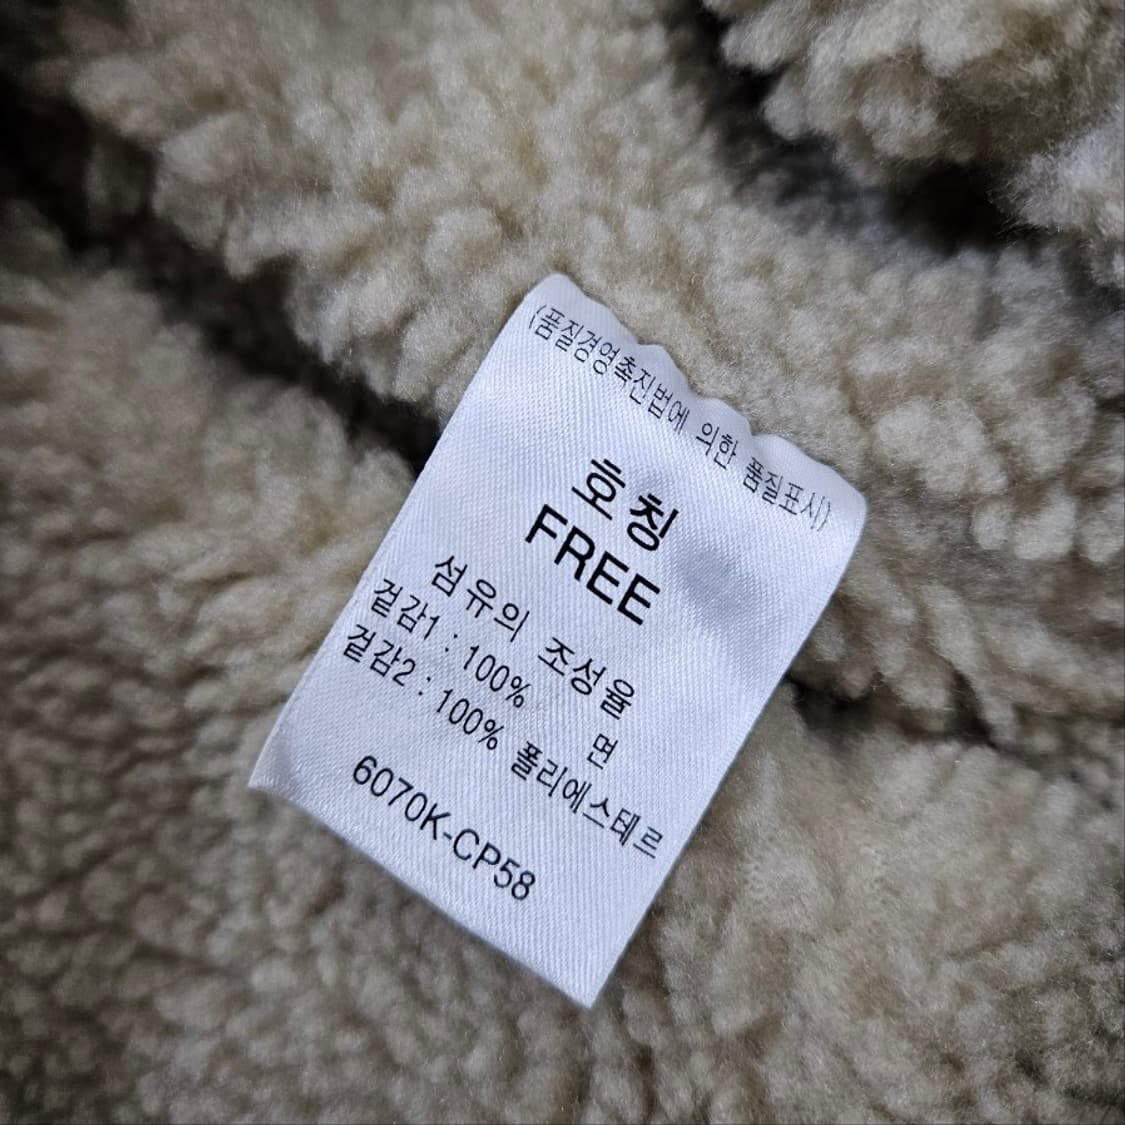 (품질경영촉진법에 의한 품질표시)
호칭
FREE
섬유의 조성율
겉감1 : 100% 면
겉감2 : 100% 폴리에스테르
6070K-CP58